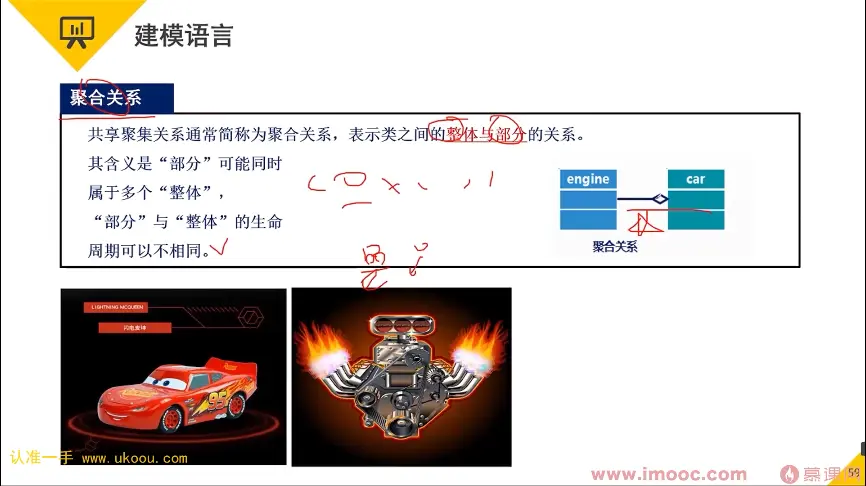 建模语言
聚合关系
共享聚集关系通常简称为聚合关系，表示类之间的整体与部分的关系。
其含义是“部分”可能同时
属于多个“整体”，
“部分”与“整体”的生命
周期可以不相同。
engine
car
聚合关系
LIGHTNING MCQUEEN
闪电麦坤
95
认准一手 www.ukoou.com
www.imooc.com
慕课
59